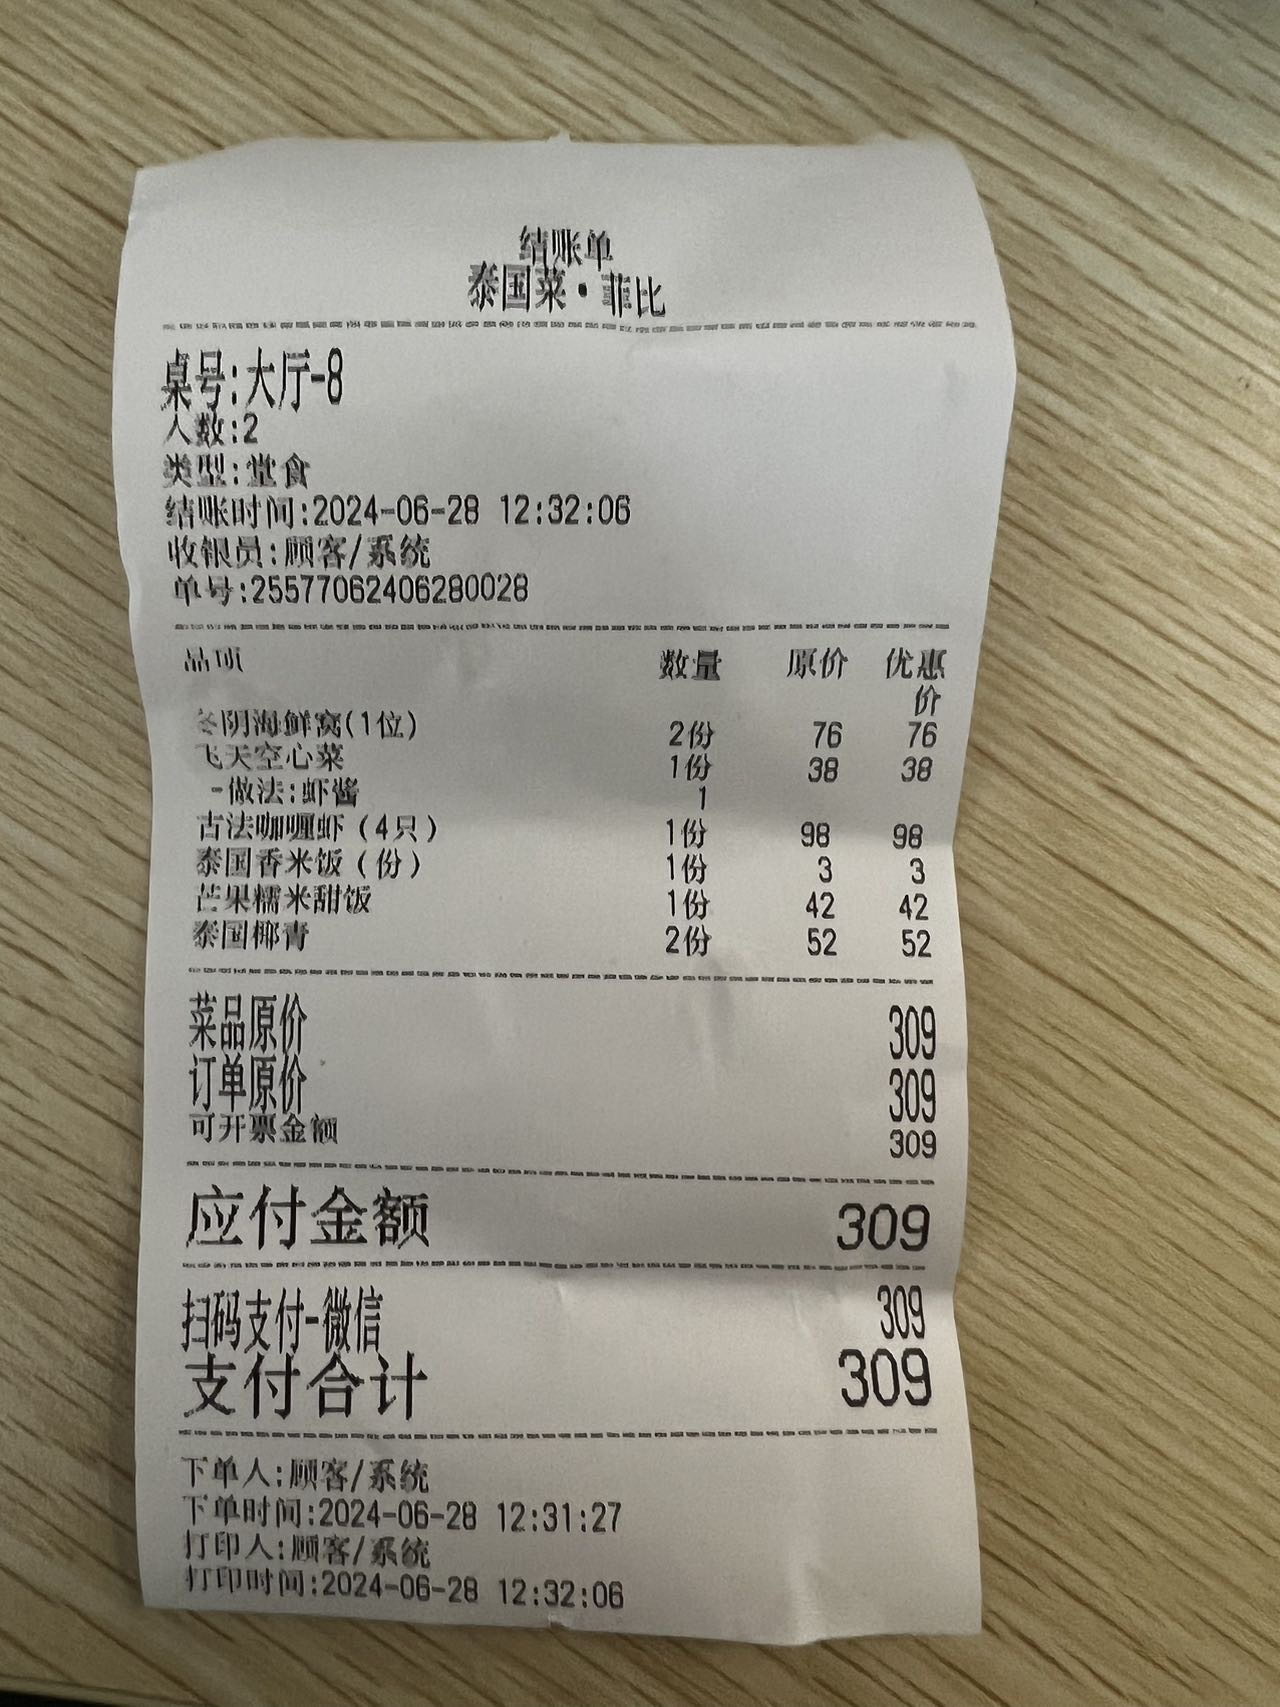 结账单
泰国菜·菲比
桌号:大厅-8
人数:2
类型:堂食
结账时间:2024-06-28 12:32:06
收银员:顾客/系统
单号:25577062406280028
品项 数量 原价 优惠价
冬阴海鲜窝(1位) 2份 76 76
飞天空心菜 1份 38 38
-做法:虾酱 1
古法咖喱虾(4只) 1份 98 98
泰国香米饭(份) 1份 3 3
芒果糯米甜饭 1份 42 42
泰国椰青 2份 52 52
菜品原价 309
订单原价 309
可开票金额 309
应付金额 309
扫码支付-微信 309
支付合计 309
下单人:顾客/系统
下单时间:2024-06-28 12:31:27
打印人:顾客/系统
打印时间:2024-06-28 12:32:06